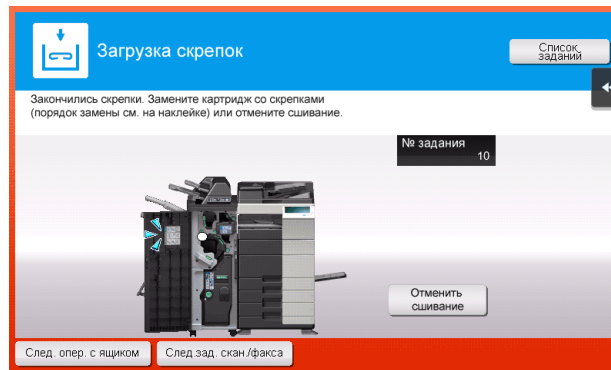 Загрузка скрепок
Список
заданий
Закончились скрепки. Замените картридж со скрепками
(порядок замены см. на наклейке) или отмените сшивание.
№ задания
10
Отменить
сшивание
След. опер. с ящиком
След.зад. скан./факса